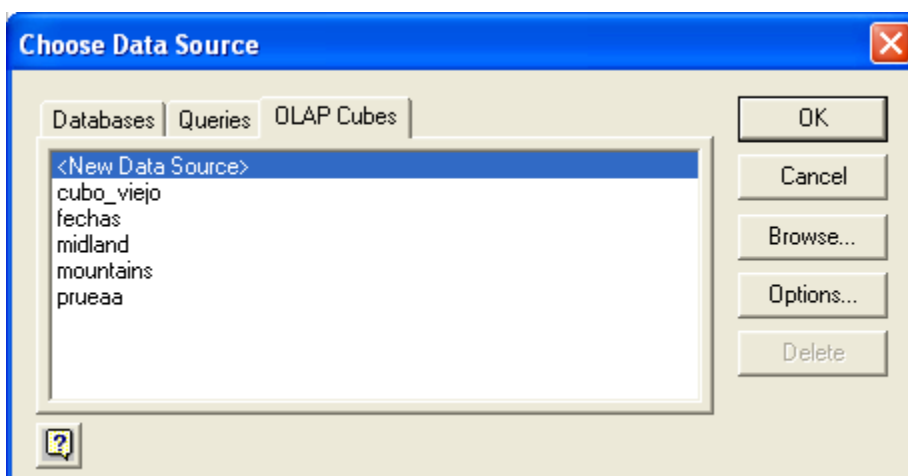 Choose Data Source
Databases Queries OLAP Cubes
<New Data Source>
cubo_viejo
fechas
midland
mountains
prueaa
OK
Cancel
Browse...
Options...
Delete
?